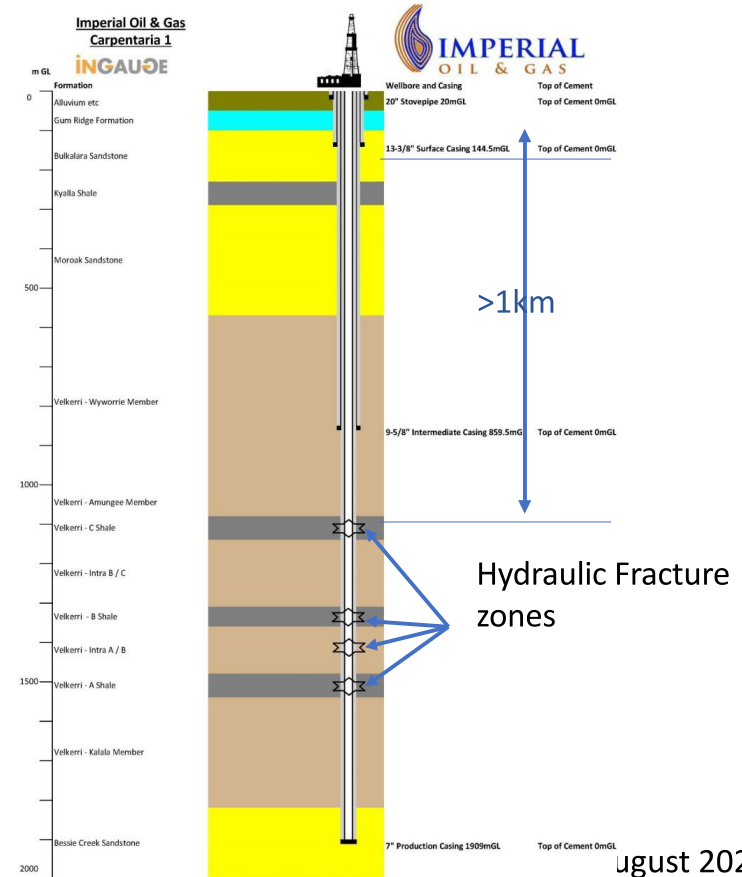 Imperial Oil & Gas
Carpentaria 1
iNGAUGE
IMPERIAL
OIL & GAS
m GL
Formation
Wellbore and Casing Top of Cement
0
Alluvium etc
20" Stovepipe 20mGL Top of Cement 0mGL
Gum Ridge Formation
13-3/8" Surface Casing 144.5mGL Top of Cement 0mGL
Bulkalara Sandstone
Kyalla Shale
Moroak Sandstone
500
>1km
Velkerri - Wyworrie Member
9-5/8" Intermediate Casing 859.5mG Top of Cement 0mGL
1000
Velkerri - Amungee Member
Velkerri - C Shale
Velkerri - Intra B / C
Hydraulic Fracture
zones
Velkerri - B Shale
Velkerri - Intra A / B
1500
Velkerri - A Shale
Velkerri - Kalala Member
Bessie Creek Sandstone
7" Production Casing 1909mGL Top of Cement 0mGL
2000